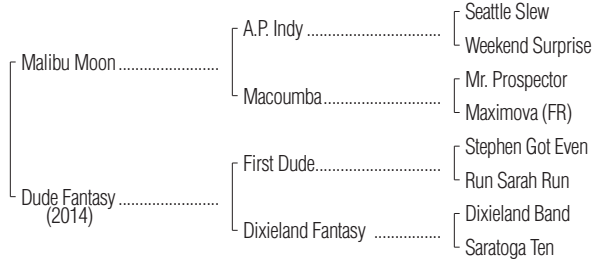 Seattle Slew
A.P. Indy ........................
Weekend Surprise
Malibu Moon ........................
Mr. Prospector
Macoumba ........................
Maximova (FR)
Stephen Got Even
First Dude ........................
Run Sarah Run
Dude Fantasy ........................
(2014)
Dixieland Band
Dixieland Fantasy ................
Saratoga Ten